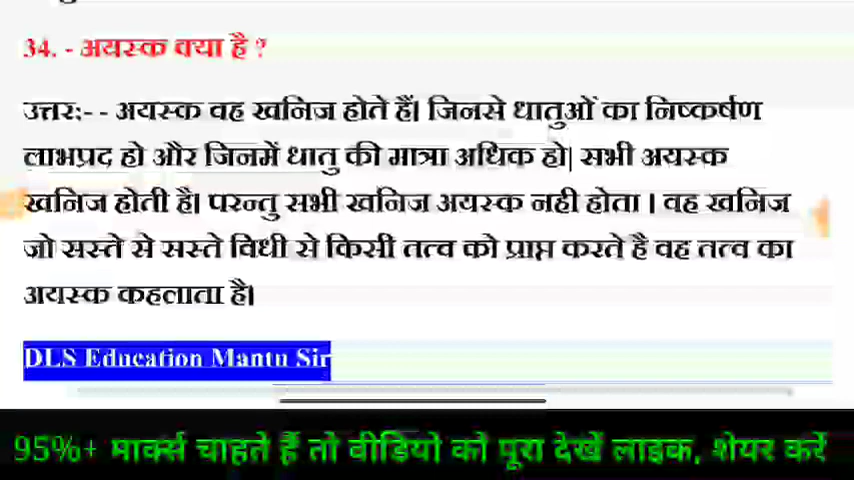 34. - अयस्क क्या है ?
उत्तरः- - अयस्क वह खनिज होते हैं| जिनसे धातुओं का निष्कर्षण
लाभप्रद हो और जिनमें धातु की मात्रा अधिक हो| सभी अयस्क
खनिज होती है| परन्तु सभी खनिज अयस्क नही होता । वह खनिज
जो सस्ते से सस्ते विधी से किसी तत्व को प्राप्त करते है वह तत्व का
अयस्क कहलाता है|
DLS Education Mantu Sir
95%+ मार्क्स चाहते हैं तो वीडियो को पूरा देखें लाइक, शेयर करें